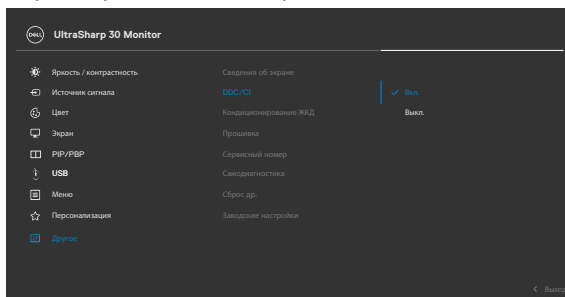 DELL UltraSharp 30 Monitor
Яркость / контрастность Сведения об экране
Источник сигнала DDC/CI Вкл.
Цвет Кондиционирование ЖКД Выкл.
Экран Прошивка
PIP/PBP Сервисный номер
USB Самодиагностика
Меню Сброс др.
Персонализация Заводские настройки
Другое
Выход